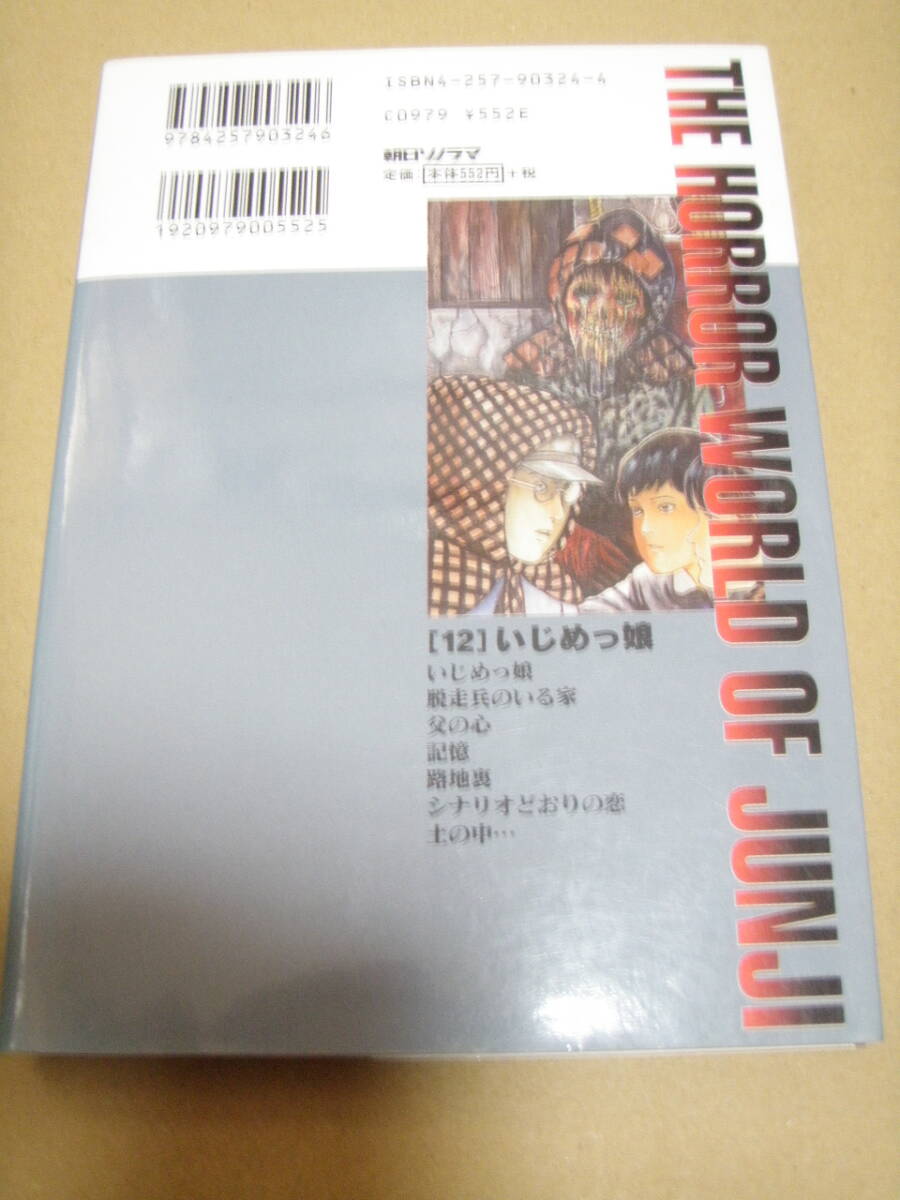 ISBN4-257-90324-4
9784257903246
C0979 ¥552E
朝日ソノラマ
定価:本体552円+税
1920979005525
THE HORROR WORLD OF JUNJI
[12]いじめっ娘
いじめっ娘
脱走兵のいる家
父の心
記憶
路地裏
シナリオどおりの恋
土の中…